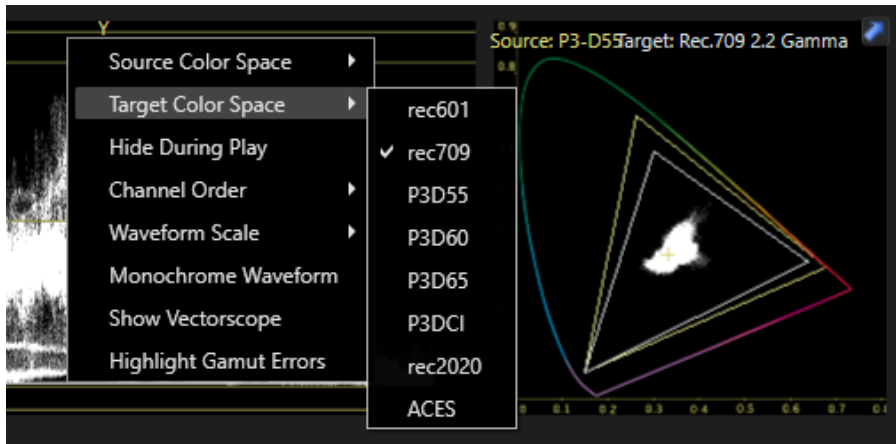 Y
Source Color Space
Target Color Space
Hide During Play
Channel Order
Waveform Scale
Monochrome Waveform
Show Vectorscope
Highlight Gamut Errors
rec601
rec709
P3D55
P3D60
P3D65
P3DCI
rec2020
ACES
0.9
Source: P3-D55Target: Rec.709 2.2 Gamma
0.8
0.1 0.2 0.3 0.4 0.5 0.6 0.7